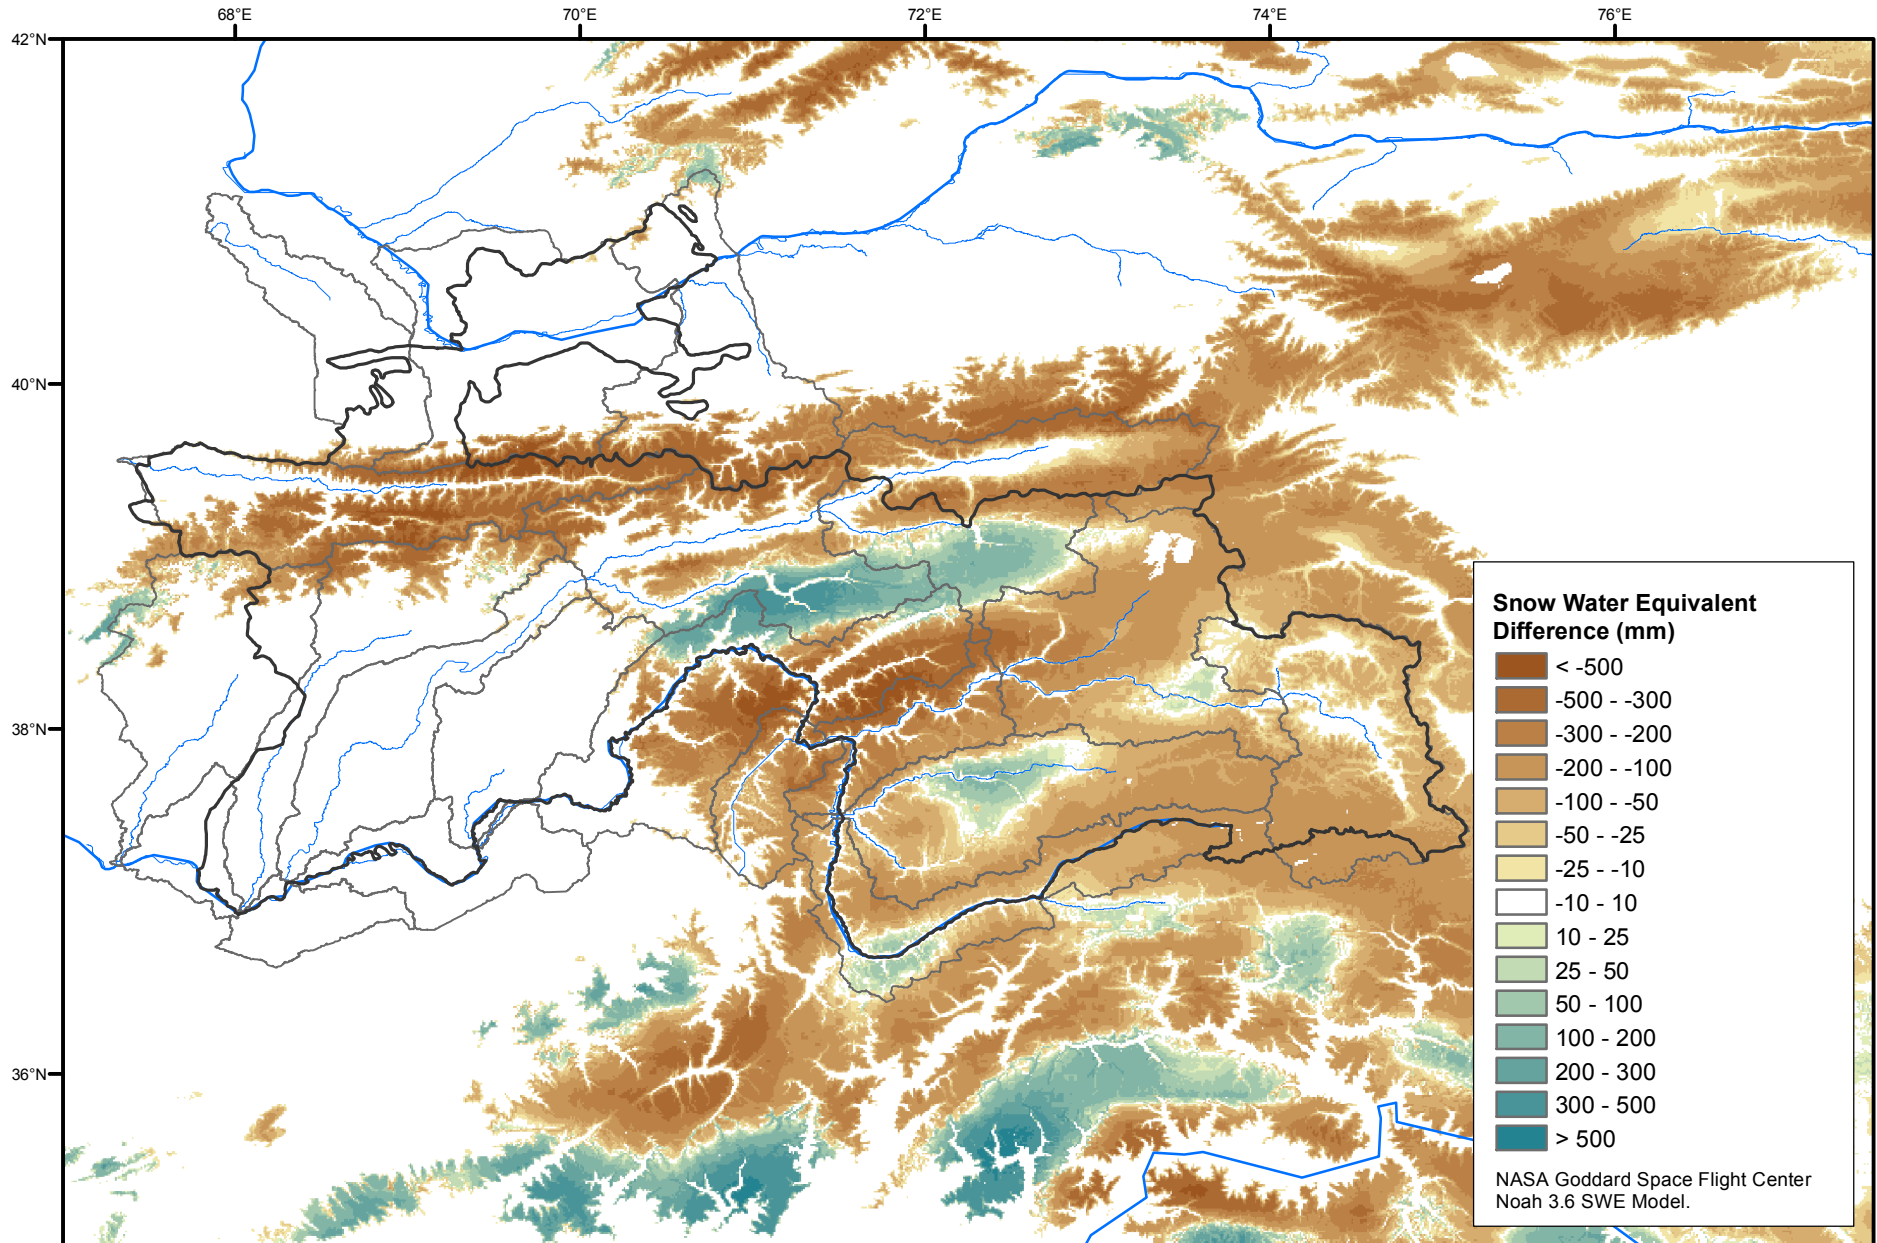 68°E 70°E 72°E 74°E 76°E
42°N
40°N
38°N
36°N
Snow Water Equivalent
Difference (mm)
< -500
-500 - -300
-300 - -200
-200 - -100
-100 - -50
-50 - -25
-25 - -10
-10 - 10
10 - 25
25 - 50
50 - 100
100 - 200
200 - 300
300 - 500
> 500
NASA Goddard Space Flight Center
Noah 3.6 SWE Model.